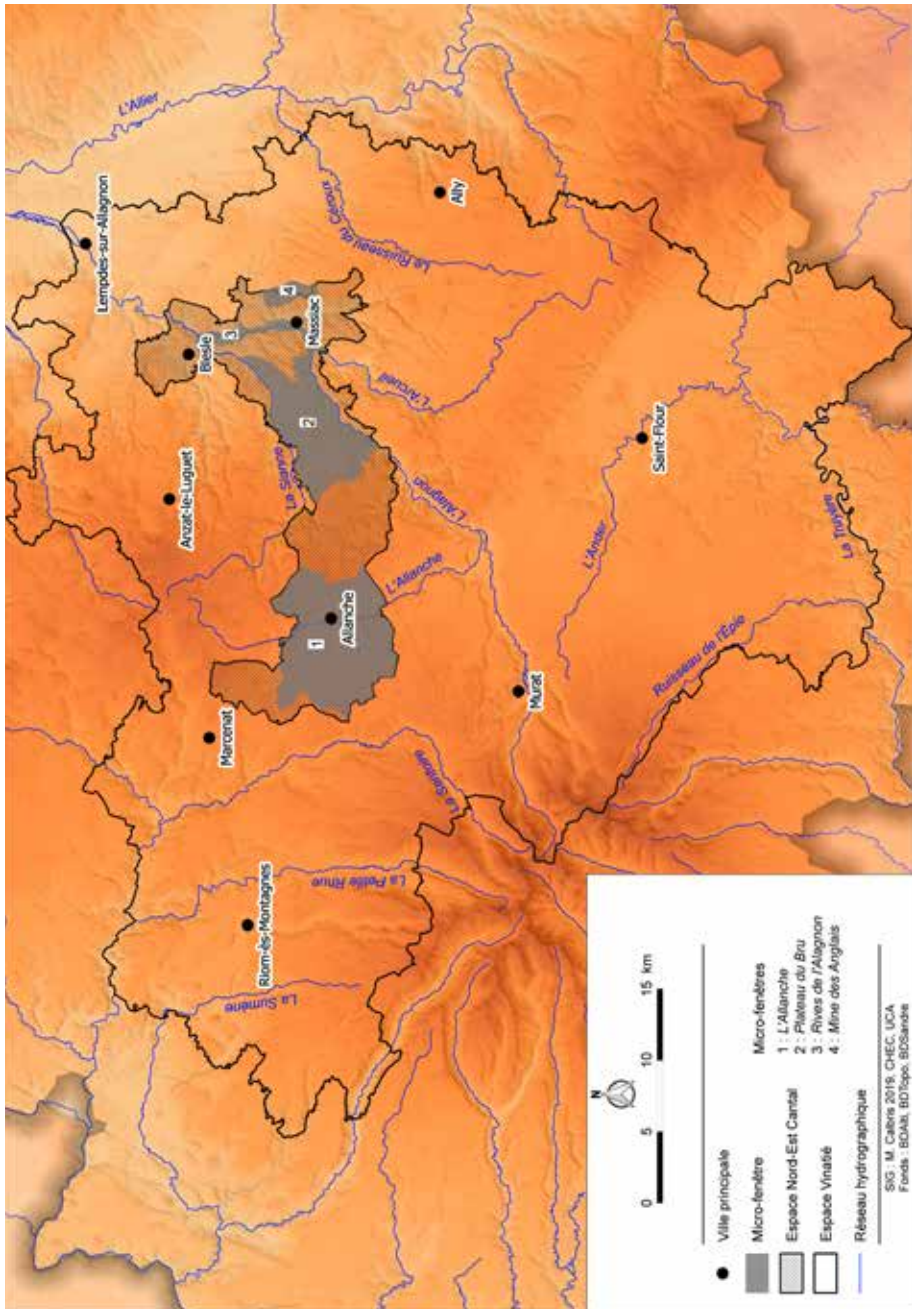 L'Allier
Lempdes-sur-Allagnon
Ally
Le Ruisseau du Céroux
Blesle
3
4
Massiac
L'Arcueil
2
Anzat-le-Luguet
La Sianne
L'Alagnon
Saint-Flour
La Truyère
L'Ander
L'Allanche
1
Allanche
Murat
Ruisseau de l'Épie
Marcenat
La Santoire
La Petite Rhue
Riom-ès-Montagnes
La Sumène
N
0 5 10 15 km
Ville principale
Micro-fenêtre
Espace Nord-Est Cantal
Espace Vinatié
Réseau hydrographique
Micro-fenêtres
1 : L'Allanche
2 : Plateau du Bru
3 : Rives de l'Alagnon
4 : Mine des Anglais
SIG : M. Calbris 2019, CHEC, UCA
Fonds : BDAlti, BDTopo, BDSandre